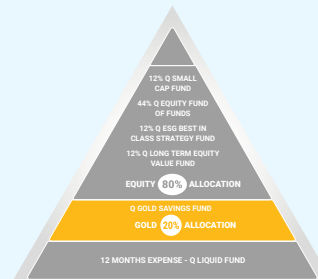 12% Q SMALL
CAP FUND
44% Q EQUITY FUND
OF FUNDS
12% Q ESG BEST IN
CLASS STRATEGY FUND
12% Q LONG TERM EQUITY
VALUE FUND
EQUITY 80% ALLOCATION
Q GOLD SAVINGS FUND
GOLD 20% ALLOCATION
12 MONTHS EXPENSE - Q LIQUID FUND